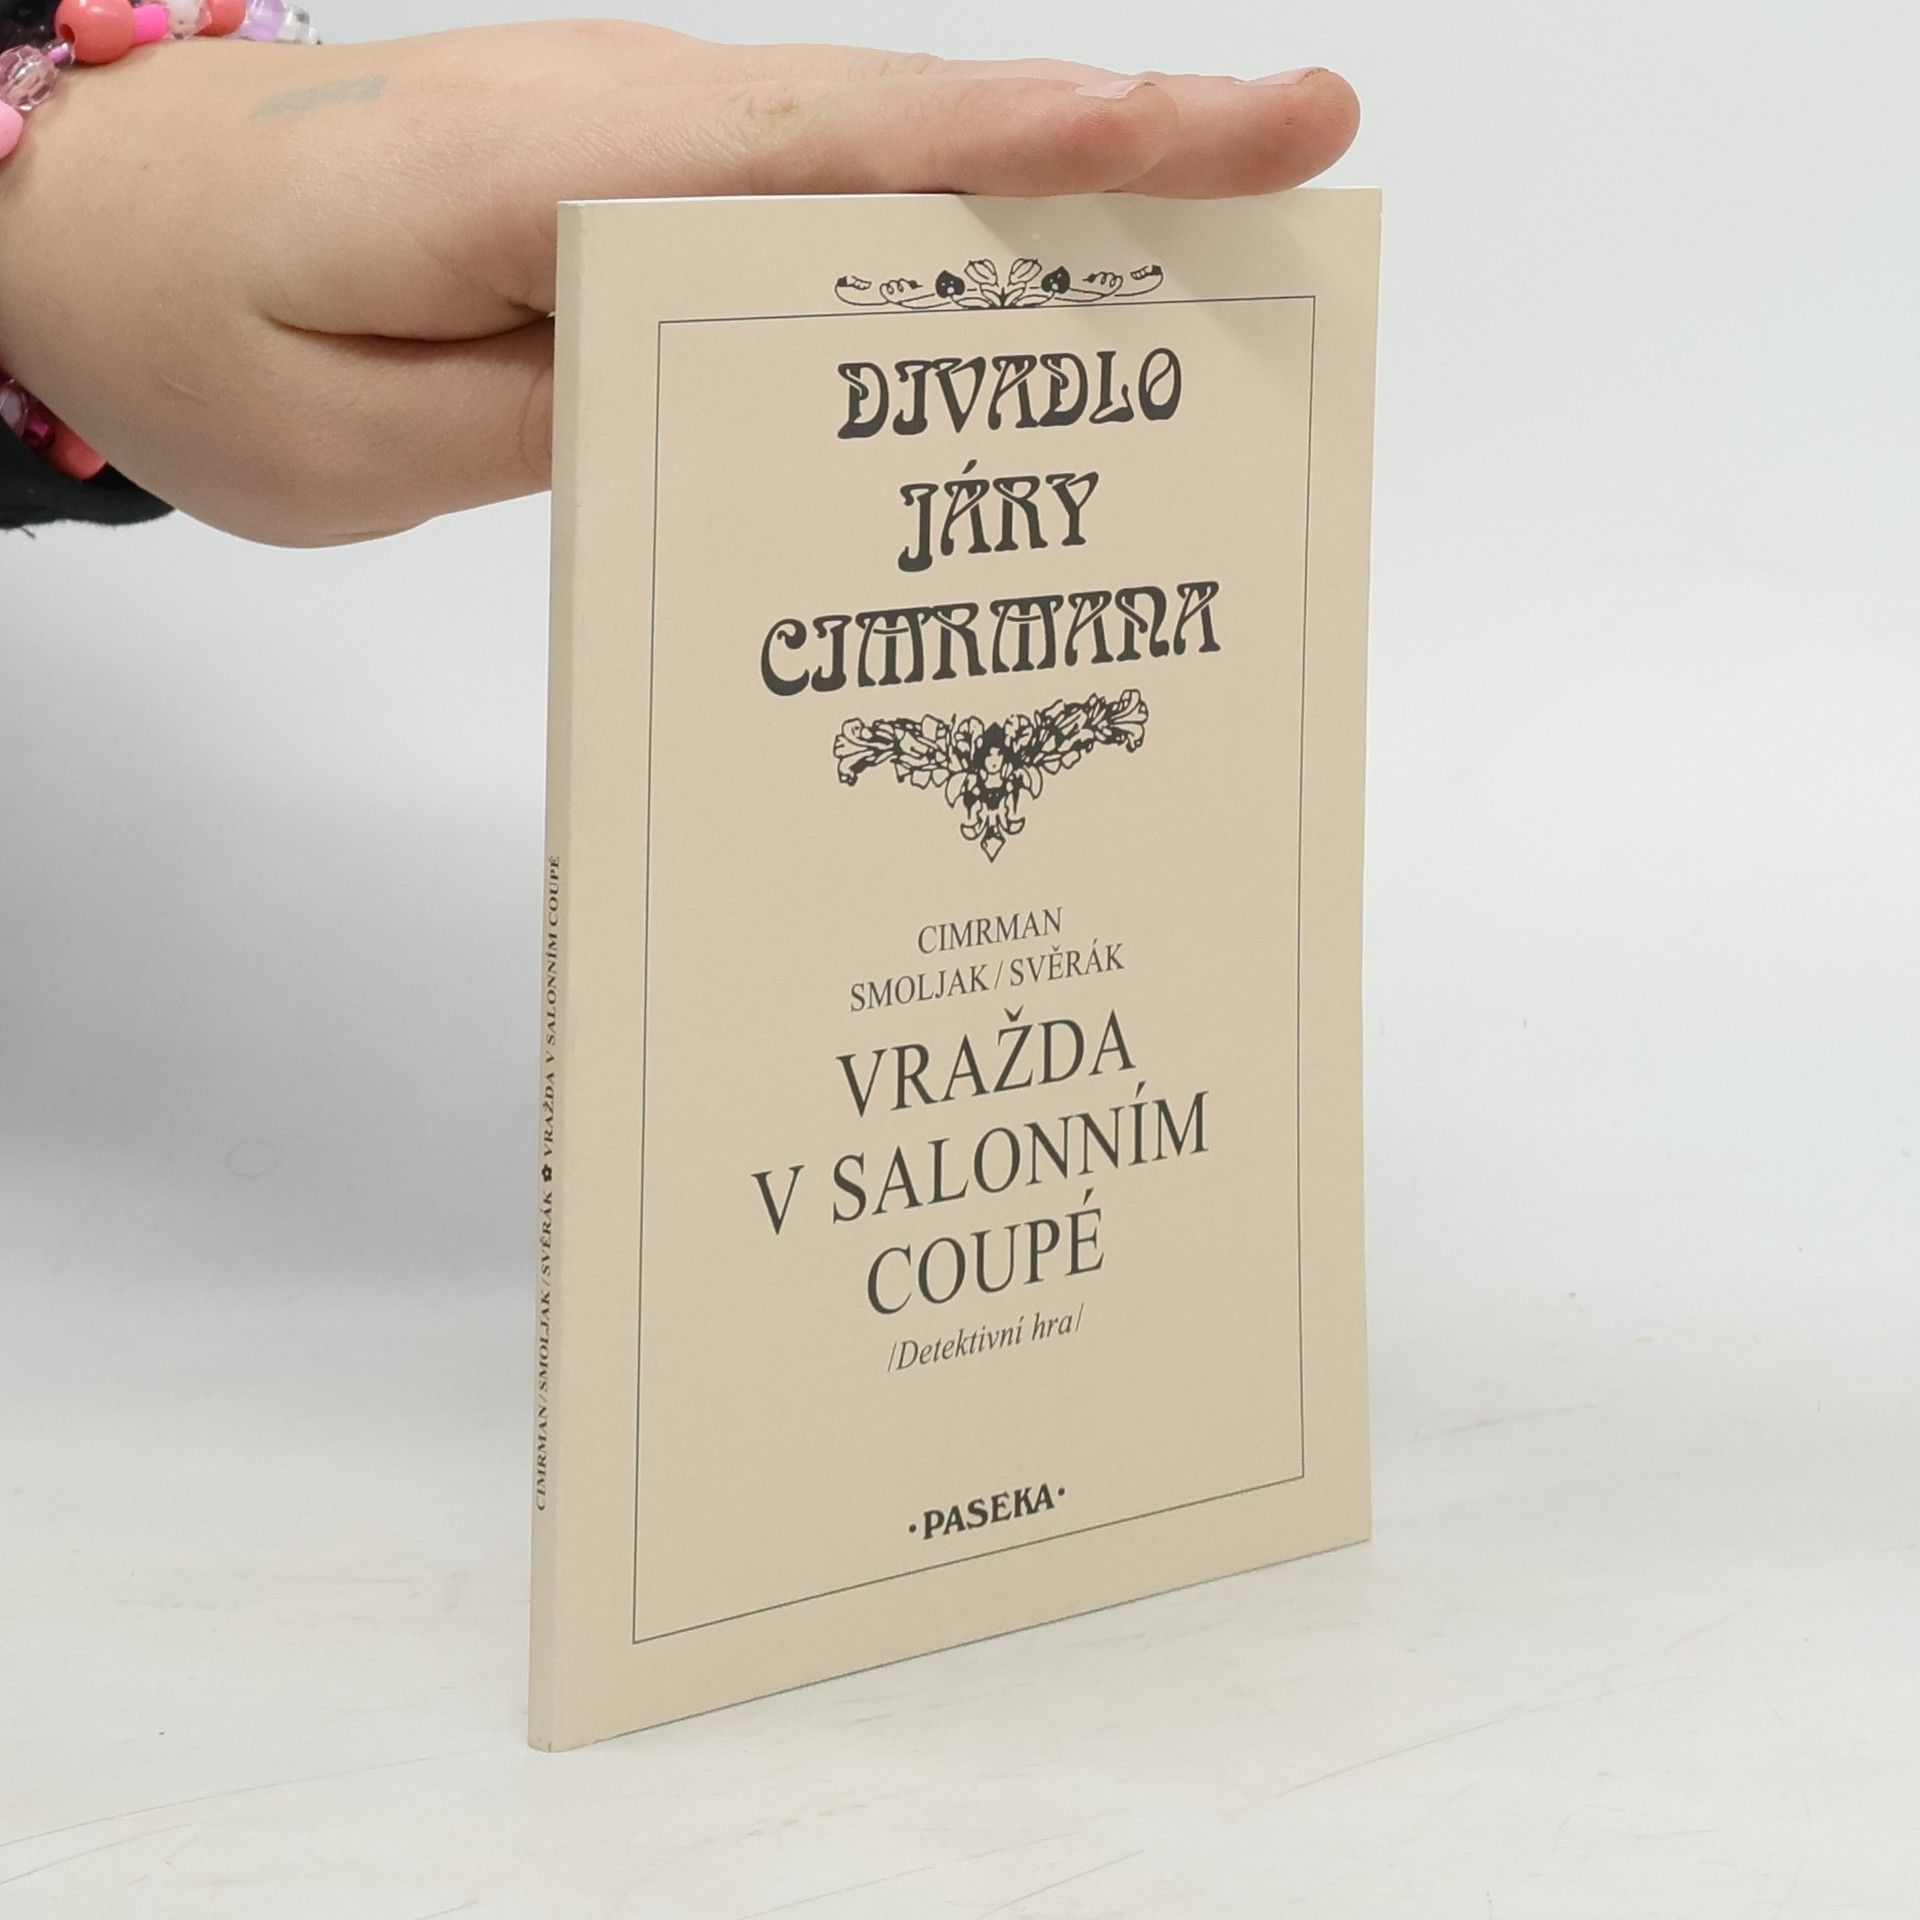 DIVADLO
JÁRY
CIMRMANA
CIMRMAN
SMOLJAK / SVĚRÁK
VRAŽDA
V SALONNÍM
COUPÉ
/Detektivní hra/
·PASEKA·
CIMRMAN / SMOLJAK / SVĚRÁK ✿ VRAŽDA V SALONNÍM COUPÉ